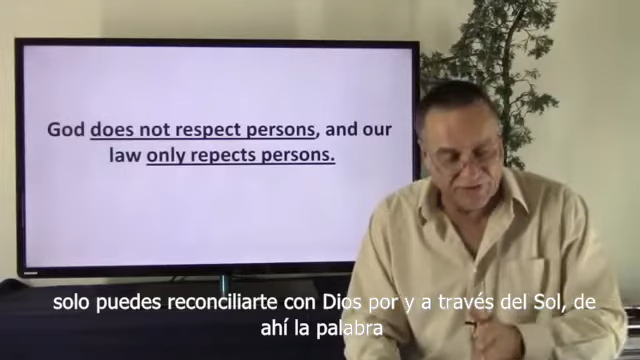 God does not respect persons, and our
law only repects persons.
solo puedes reconciliarte con Dios por y a través del Sol, de
ahí la palabra